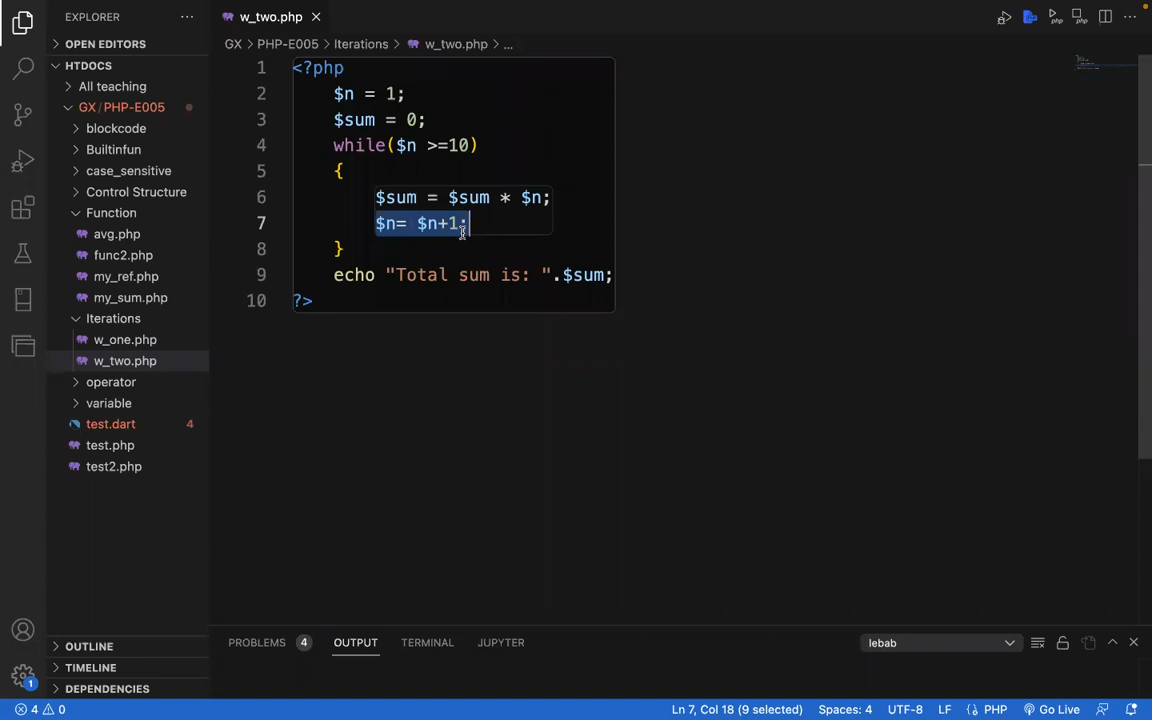 EXPLORER ··· w_two.php × php php ···
OPEN EDITORS
GX > PHP-E005 > Iterations > w_two.php > ...
HTDOCS
All teaching
GX / PHP-E005
blockcode
Builtinfun
case_sensitive
Control Structure
Function
avg.php
func2.php
my_ref.php
my_sum.php
Iterations
w_one.php
w_two.php
operator
variable
test.dart 4
test.php
test2.php
1 <?php
2 $n = 1;
3 $sum = 0;
4 while($n >=10)
5 {
6 $sum = $sum * $n;
7 $n= $n+1;
8 }
9 echo "Total sum is: ".$sum;
10 ?>
PROBLEMS 4 OUTPUT TERMINAL JUPYTER lebab
OUTLINE
TIMELINE
DEPENDENCIES
1
4 0 Ln 7, Col 18 (9 selected) Spaces: 4 UTF-8 LF {} PHP Go Live